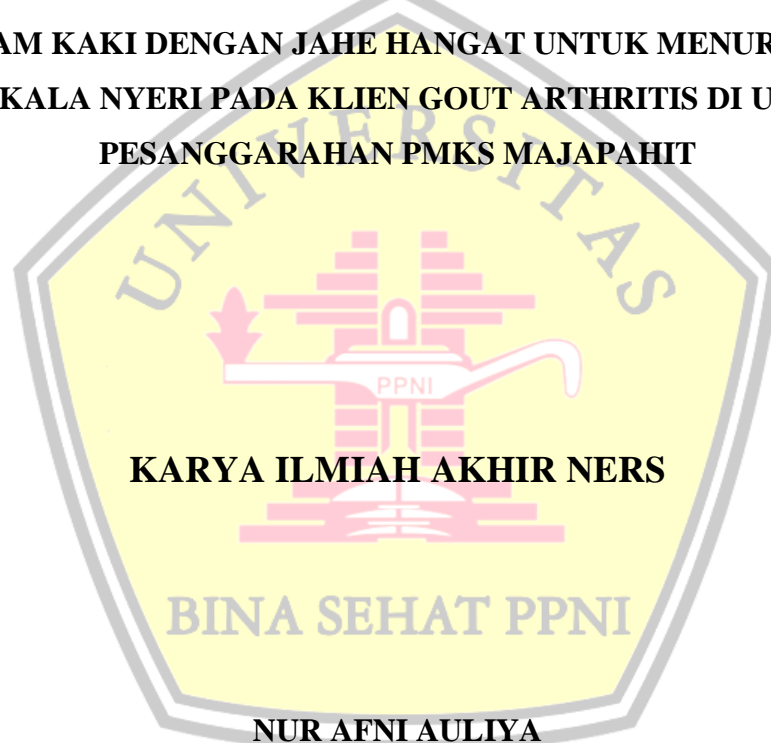 AM KAKI DENGAN JAHE HANGAT UNTUK MENUR
KALA NYERI PADA KLIEN GOUT ARTHRITIS DI U
PESANGGARAHAN PMKS MAJAPAHIT
UNIVERSITAS
PPNI
KARYA ILMIAH AKHIR NERS
BINA SEHAT PPNI
NUR AFNI AULIYA